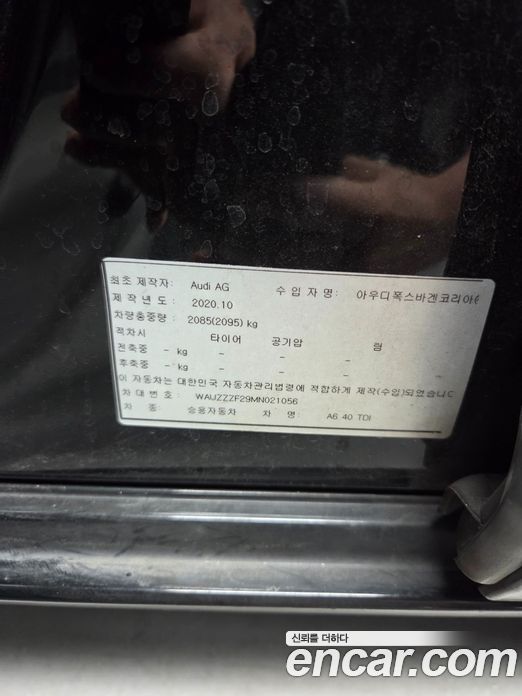 최초 제작자: Audi AG 수 입 자 명: 아우디폭스바겐코리아㈜
제 작 년 도: 2020.10
차량총중량: 2085(2095) kg
적차시 타이어 공기압 림
전축중 - kg - - - -
후축중 - kg - - - -
이 자동차는 대한민국 자동차관리법령에 적합하게 제작(수입)되었습니다
차 대 번 호: WAUZZZF29MN021056
차 종: 승용자동차 차 명: A6 40 TDI
신뢰를 더하다
encar.com